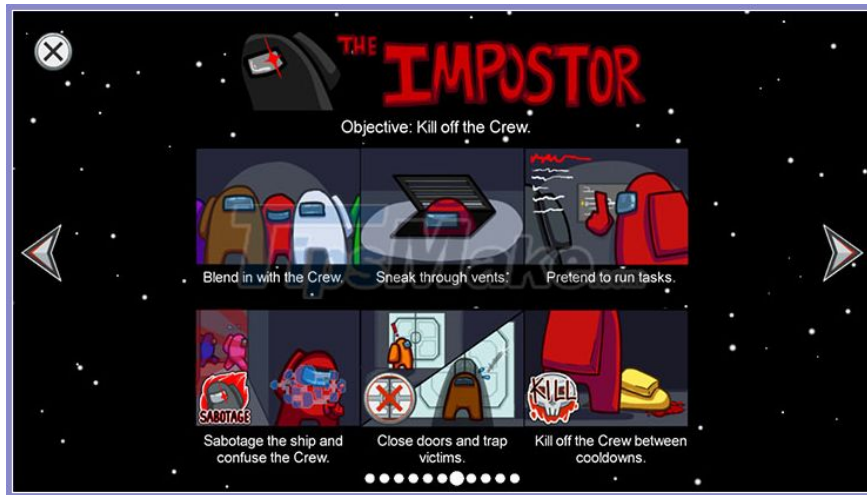 THE IMPOSTOR
Objective: Kill off the Crew.
Blend in with the Crew.
Sneak through vents.
Pretend to run tasks.
TipsMake
SABOTAGE
KILL
Sabotage the ship and
confuse the Crew.
Close doors and trap
victims.
Kill off the Crew between
cooldowns.